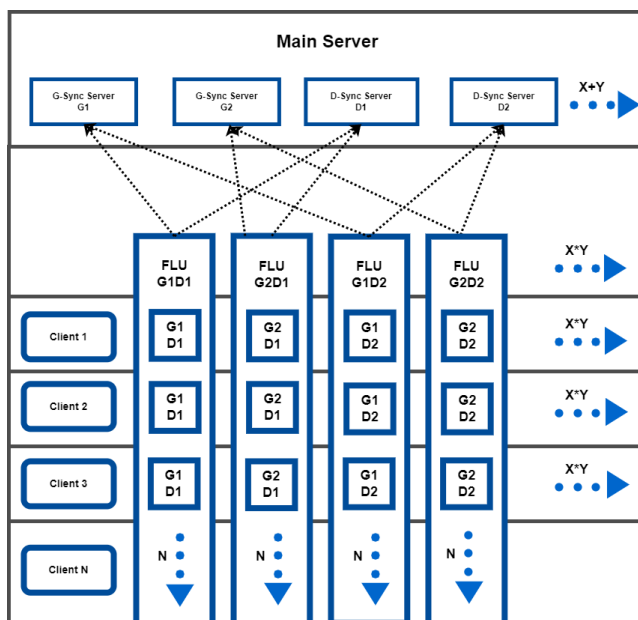 Main Server
G-Sync Server
G1
G-Sync Server
G2
D-Sync Server
D1
D-Sync Server
D2
X+Y
FLU
G1D1
FLU
G2D1
FLU
G1D2
FLU
G2D2
X*Y
Client 1
G1
D1
G2
D1
G1
D2
G2
D2
X*Y
Client 2
G1
D1
G2
D1
G1
D2
G2
D2
X*Y
Client 3
G1
D1
G2
D1
G1
D2
G2
D2
X*Y
Client N
N
N
N
N